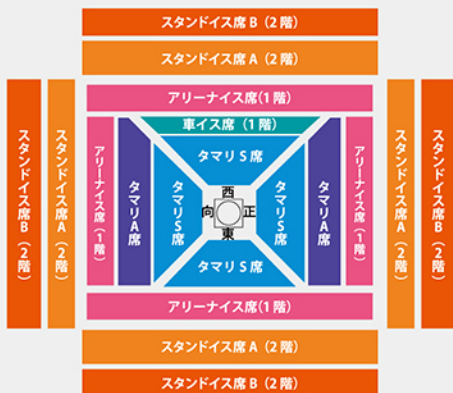 スタンドイス席 B（2 階）
スタンドイス席 A（2 階）
アリーナイス席(1 階)
車イス席（1 階）
タマリ S 席
スタンドイス席B（2階）
スタンドイス席A（2階）
アリーナイス席（1階）
タマリA席
タマリS席
西
向
正
東
タマリS席
タマリA席
アリーナイス席（1階）
スタンドイス席A（2階）
スタンドイス席B（2階）
タマリ S 席
アリーナイス席(1 階)
スタンドイス席 A（2 階）
スタンドイス席 B（2 階）